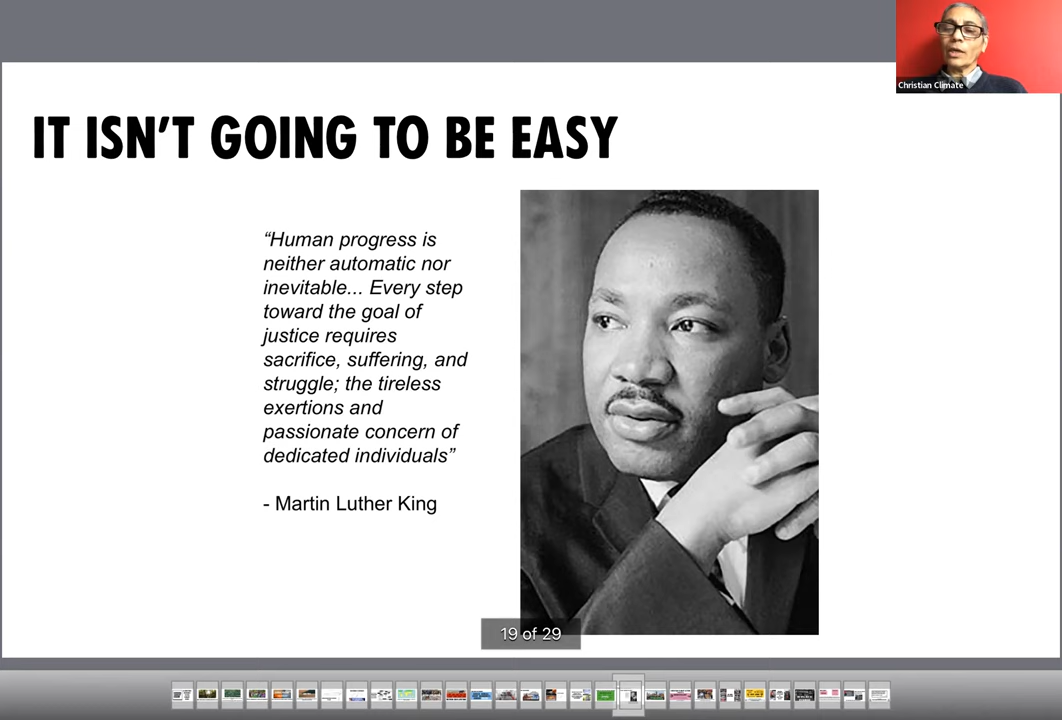 Christian Climate
IT ISN'T GOING TO BE EASY
“Human progress is
neither automatic nor
inevitable... Every step
toward the goal of
justice requires
sacrifice, suffering, and
struggle; the tireless
exertions and
passionate concern of
dedicated individuals”
- Martin Luther King
19 of 29